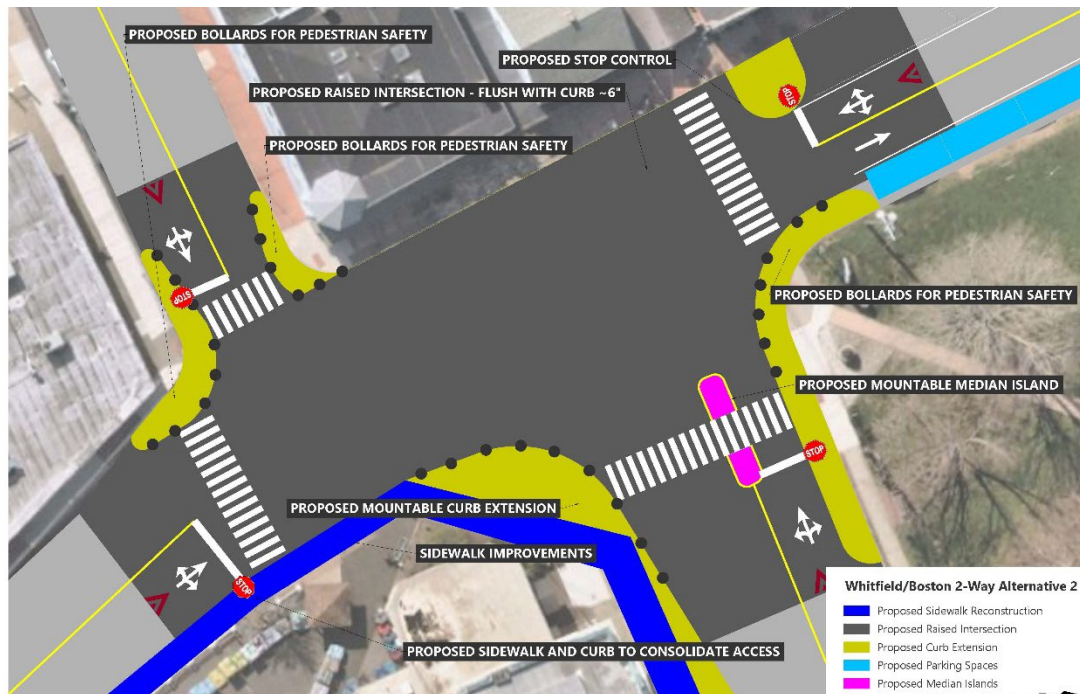 PROPOSED BOLLARDS FOR PEDESTRIAN SAFETY
PROPOSED STOP CONTROL
PROPOSED RAISED INTERSECTION - FLUSH WITH CURB ~6"
STOP
PROPOSED BOLLARDS FOR PEDESTRIAN SAFETY
STOP
PROPOSED BOLLARDS FOR PEDESTRIAN SAFETY
PROPOSED MOUNTABLE MEDIAN ISLAND
STOP
PROPOSED MOUNTABLE CURB EXTENSION
SIDEWALK IMPROVEMENTS
STOP
PROPOSED SIDEWALK AND CURB TO CONSOLIDATE ACCESS
Whitfield/Boston 2-Way Alternative 2
Proposed Sidewalk Reconstruction
Proposed Raised Intersection
Proposed Curb Extension
Proposed Parking Spaces
Proposed Median Islands